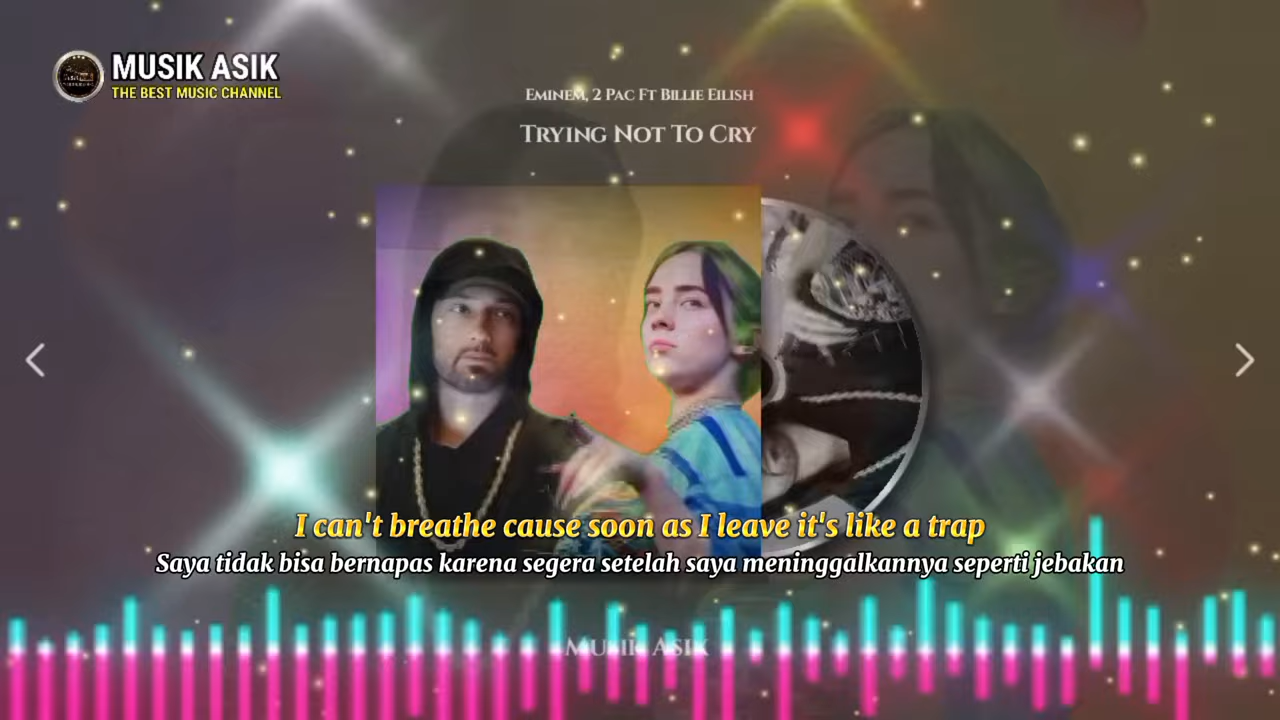 MUSIK ASIK
THE BEST MUSIC CHANNEL
Eminem, 2 Pac Ft Billie Eilish
Trying Not To Cry
I can't breathe cause soon as I leave it's like a trap
Saya tidak bisa bernapas karena segera setelah saya meninggalkannya seperti jebakan
Musik Asik